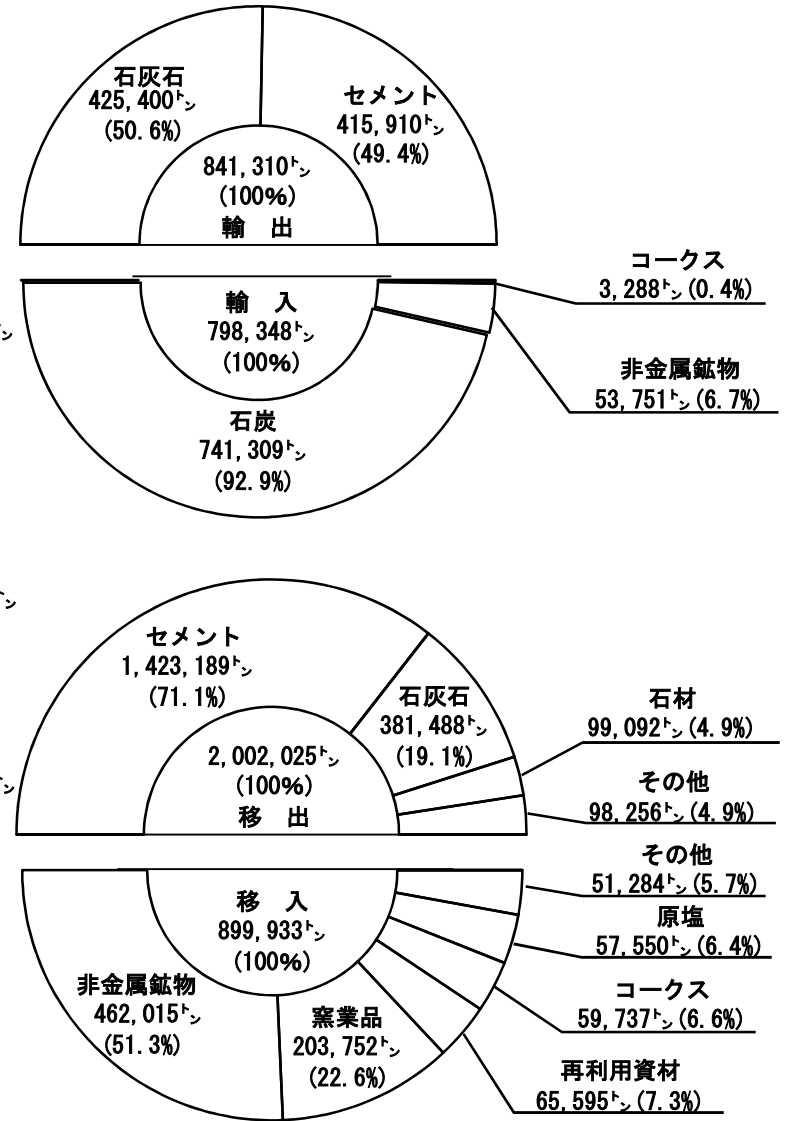 石灰石
425,400㌧
(50.6%)
セメント
415,910㌧
(49.4%)
841,310㌧
(100%)
輸 出
輸 入
798,348㌧
(100%)
コークス
3,288㌧(0.4%)
非金属鉱物
53,751㌧(6.7%)
石炭
741,309㌧
(92.9%)
セメント
1,423,189㌧
(71.1%)
石灰石
381,488㌧
(19.1%)
2,002,025㌧
(100%)
移 出
石材
99,092㌧(4.9%)
その他
98,256㌧(4.9%)
移 入
899,933㌧
(100%)
その他
51,284㌧(5.7%)
原塩
57,550㌧(6.4%)
コークス
59,737㌧(6.6%)
再利用資材
65,595㌧(7.3%)
窯業品
203,752㌧
(22.6%)
非金属鉱物
462,015㌧
(51.3%)